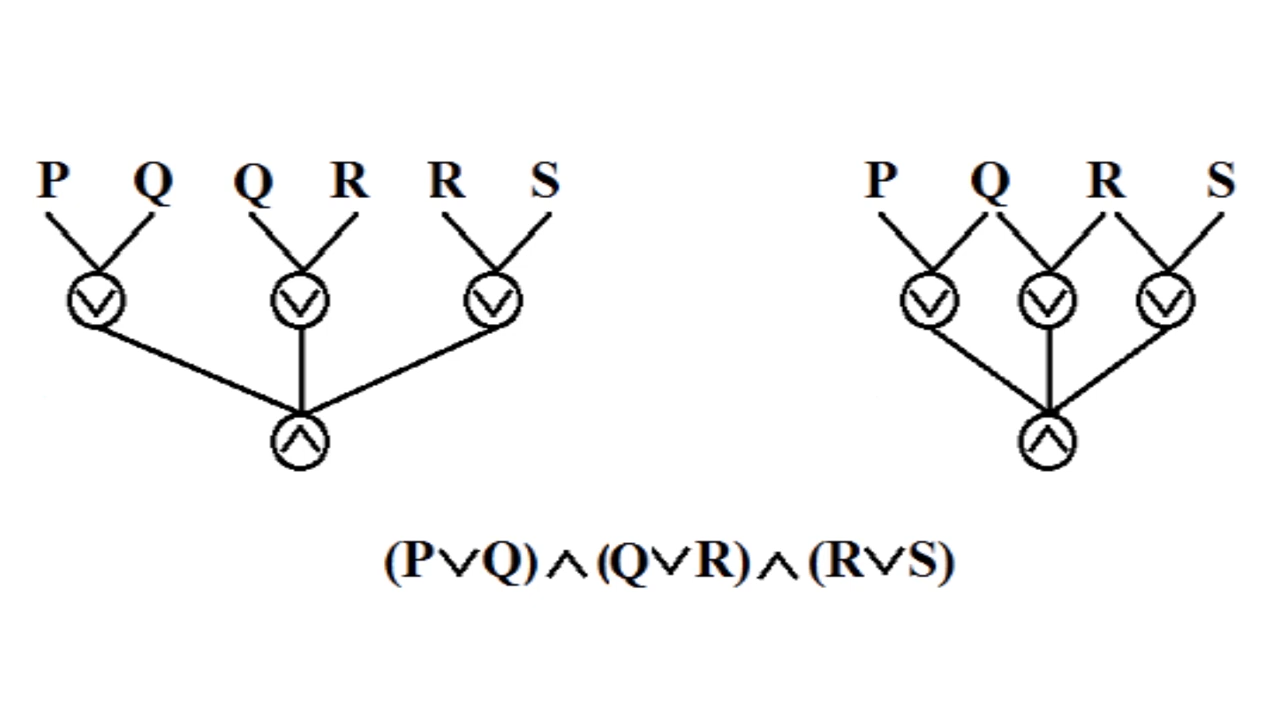 P Q Q R R S P Q R S
∨ ∨ ∨ ∨ ∨ ∨
∧ ∧
(P∨Q)∧(Q∨R)∧(R∨S)